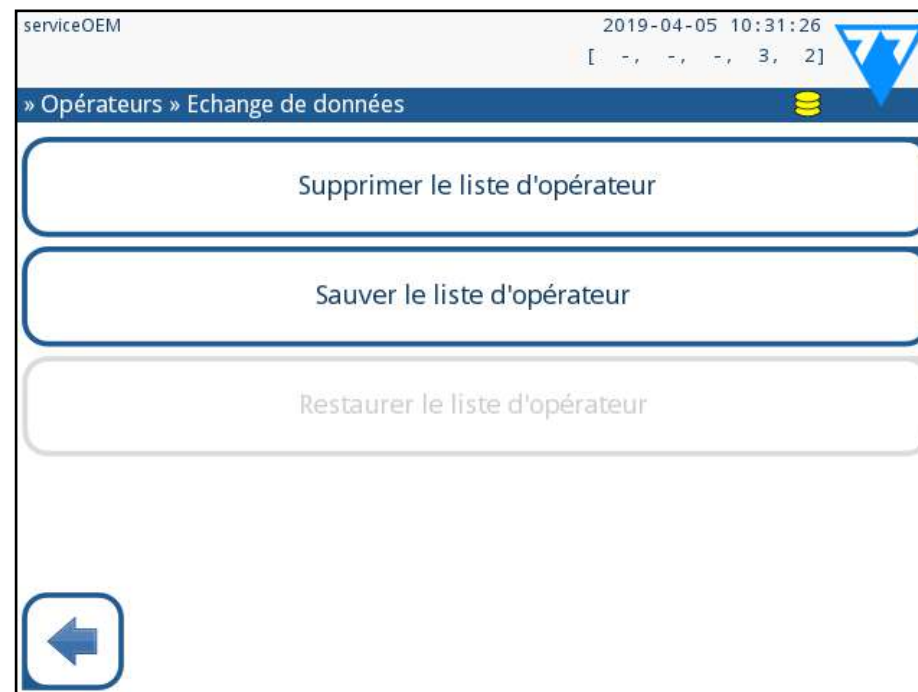 serviceOEM
2019-04-05 10:31:26
[ -, -, -, 3, 2]
» Opérateurs » Echange de données
Supprimer le liste d'opérateur
Sauver le liste d'opérateur
Restaurer le liste d'opérateur